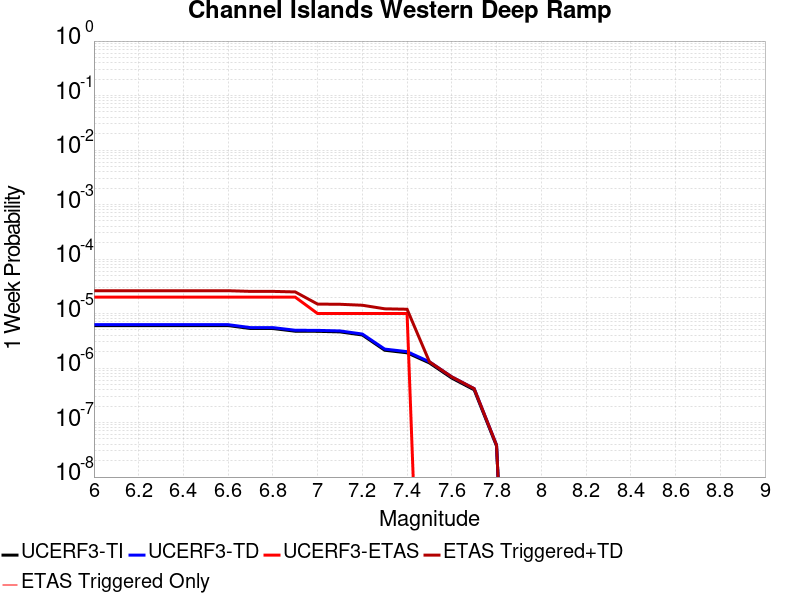 Channel Islands Western Deep Ramp
10^0
10^-1
10^-2
10^-3
10^-4
10^-5
10^-6
10^-7
10^-8
1 Week Probability
6 6.2 6.4 6.6 6.8 7 7.2 7.4 7.6 7.8 8 8.2 8.4 8.6 8.8 9
Magnitude
UCERF3-TI UCERF3-TD UCERF3-ETAS ETAS Triggered+TD
ETAS Triggered Only